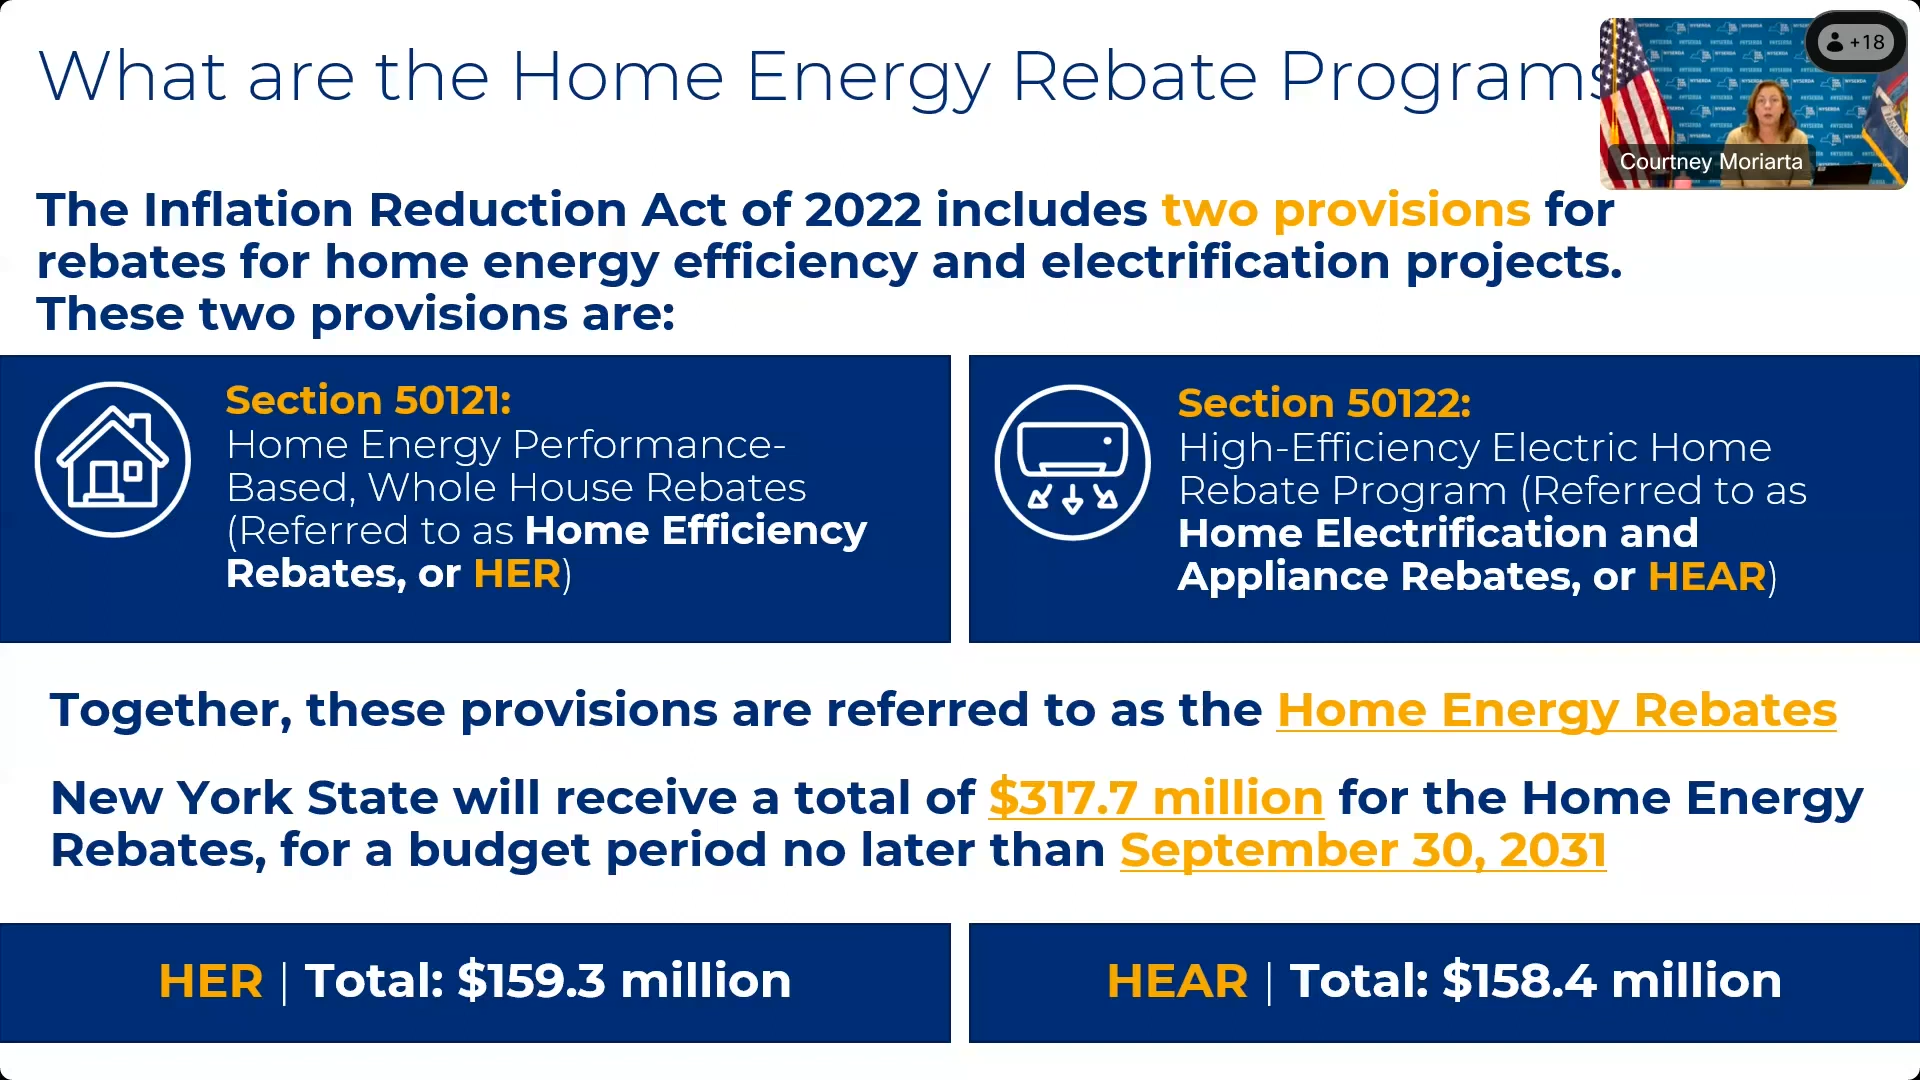 What are the Home Energy Rebate Programs
+18
Courtney Moriarta
The Inflation Reduction Act of 2022 includes two provisions for
rebates for home energy efficiency and electrification projects.
These two provisions are:
Section 50121:
Home Energy Performance-
Based, Whole House Rebates
(Referred to as Home Efficiency
Rebates, or HER)
Section 50122:
High-Efficiency Electric Home
Rebate Program (Referred to as
Home Electrification and
Appliance Rebates, or HEAR)
Together, these provisions are referred to as the Home Energy Rebates
New York State will receive a total of $317.7 million for the Home Energy
Rebates, for a budget period no later than September 30, 2031
HER | Total: $159.3 million
HEAR | Total: $158.4 million